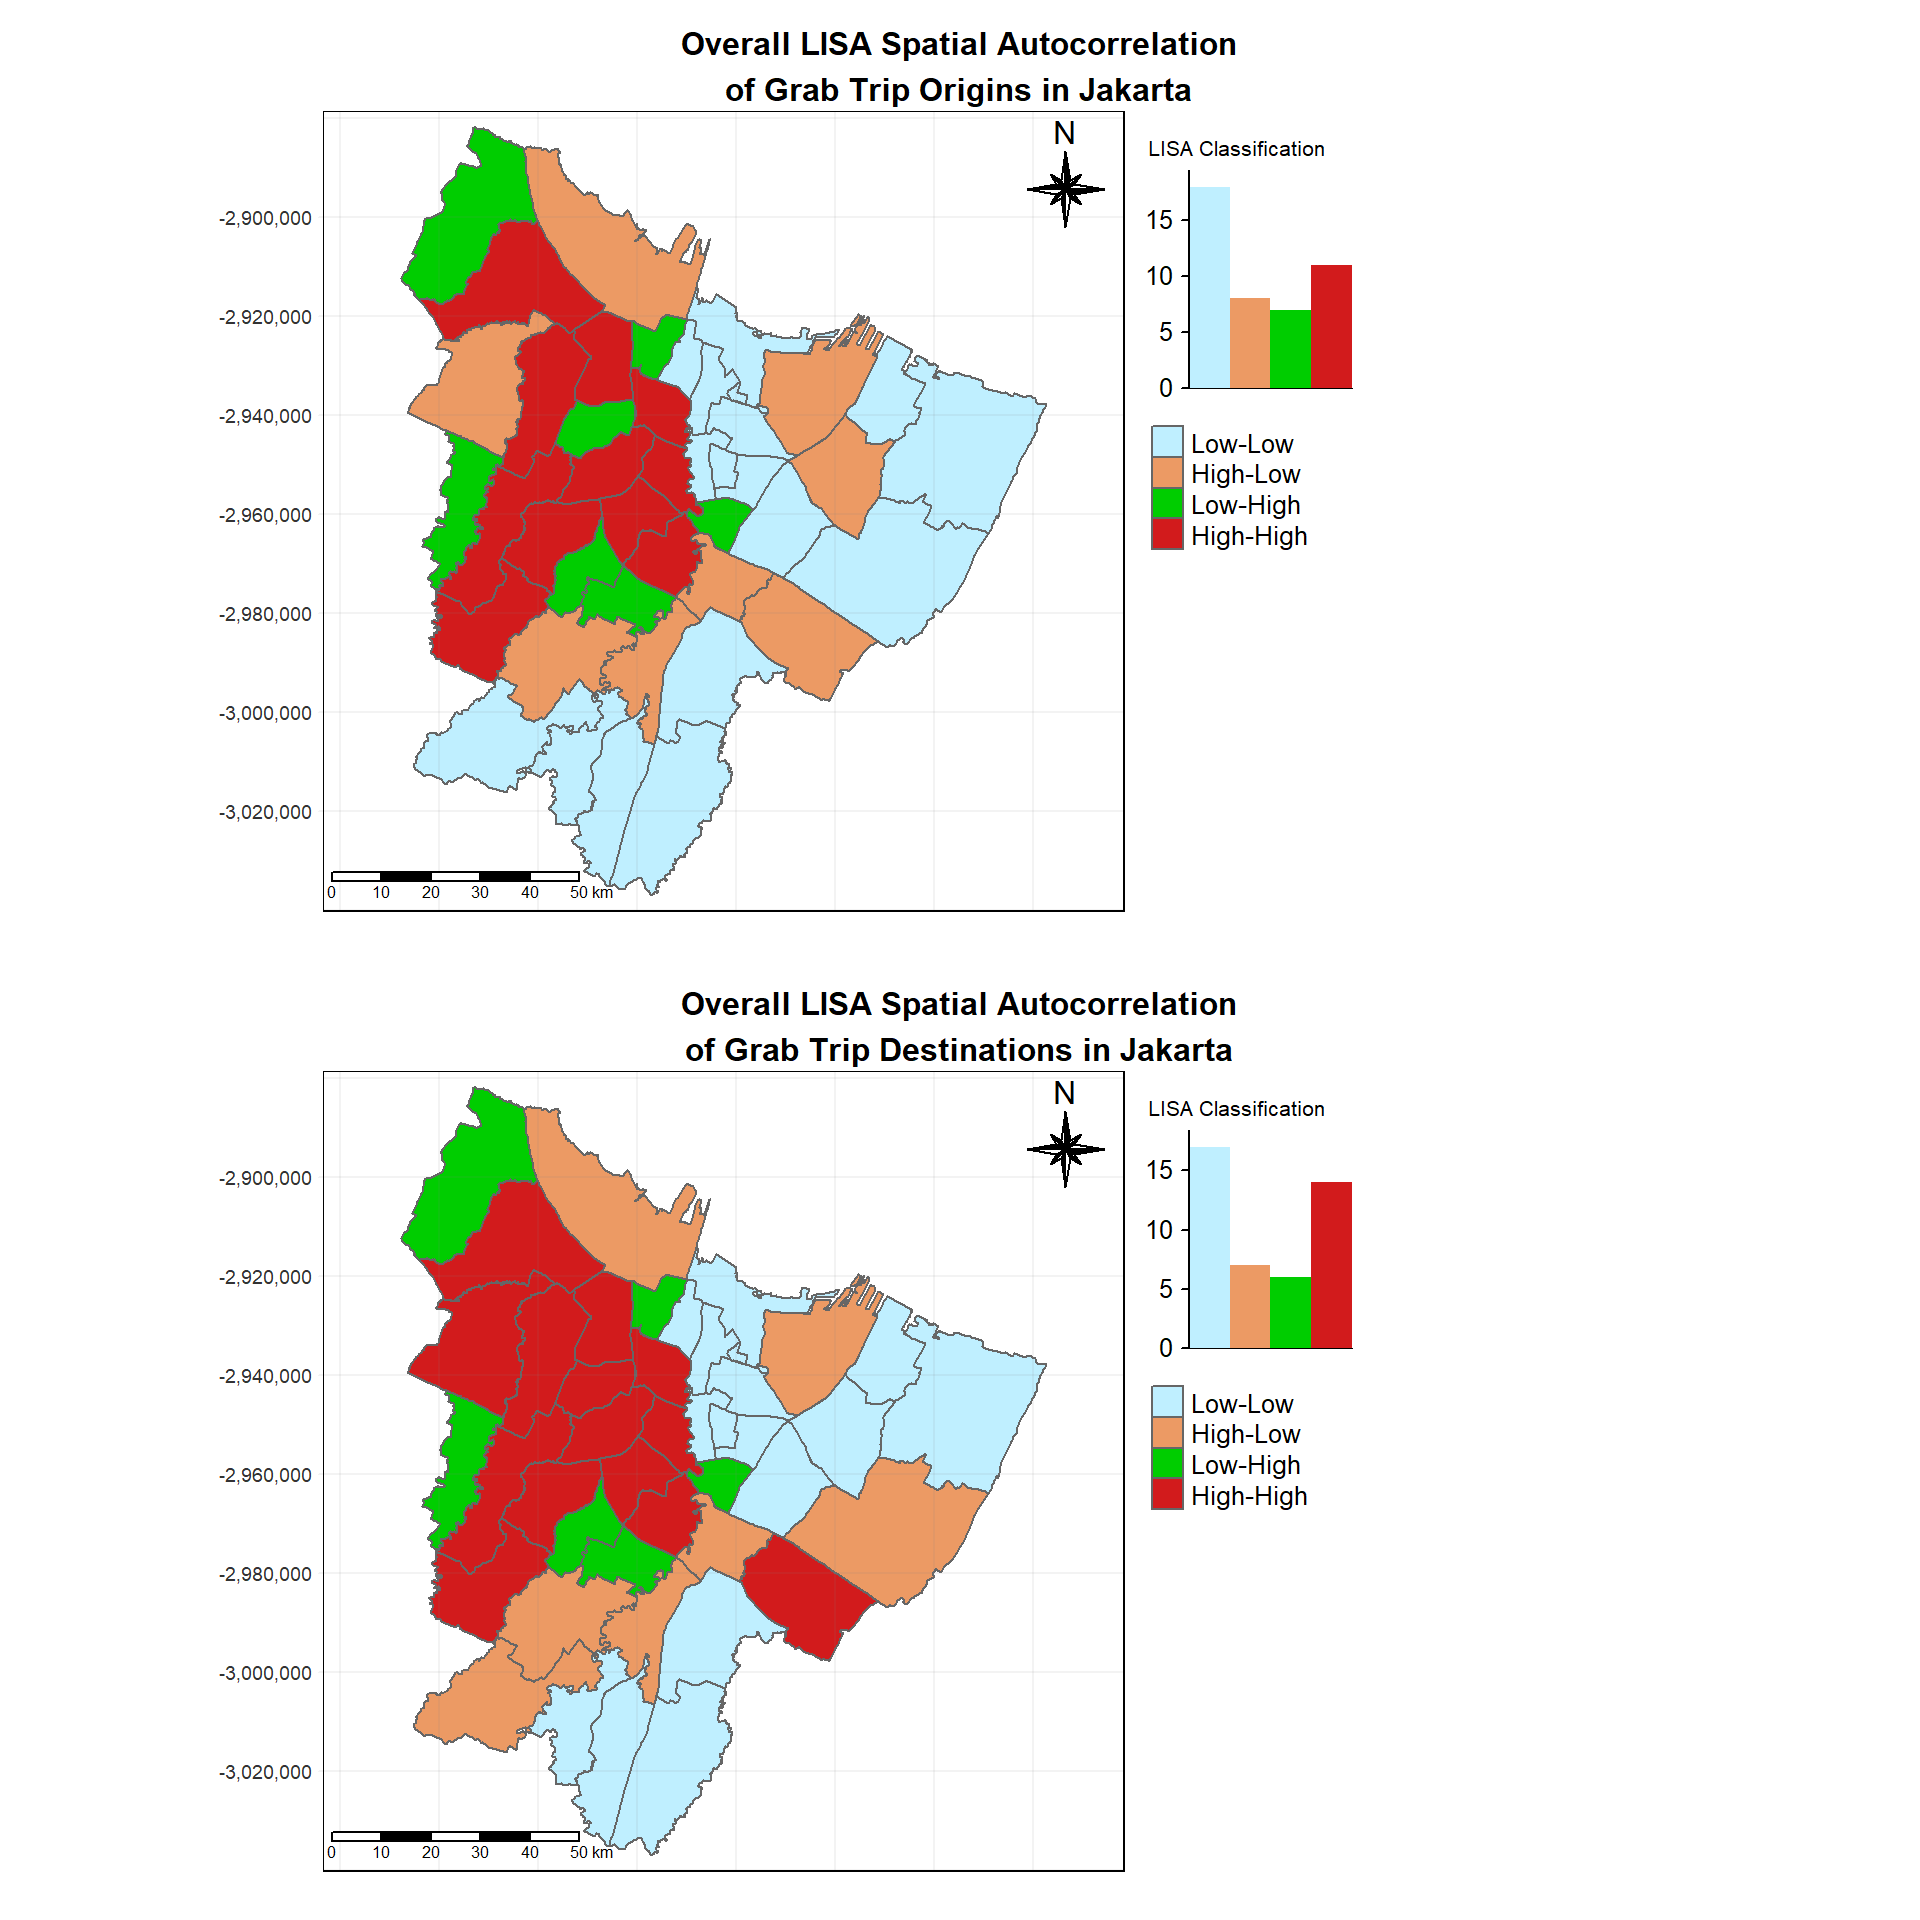 Overall LISA Spatial Autocorrelation
of Grab Trip Origins in Jakarta
N
LISA Classification
15
10
5
0
Low-Low
High-Low
Low-High
High-High
-2,900,000
-2,920,000
-2,940,000
-2,960,000
-2,980,000
-3,000,000
-3,020,000
0 10 20 30 40 50 km
Overall LISA Spatial Autocorrelation
of Grab Trip Destinations in Jakarta
N
LISA Classification
15
10
5
0
Low-Low
High-Low
Low-High
High-High
-2,900,000
-2,920,000
-2,940,000
-2,960,000
-2,980,000
-3,000,000
-3,020,000
0 10 20 30 40 50 km